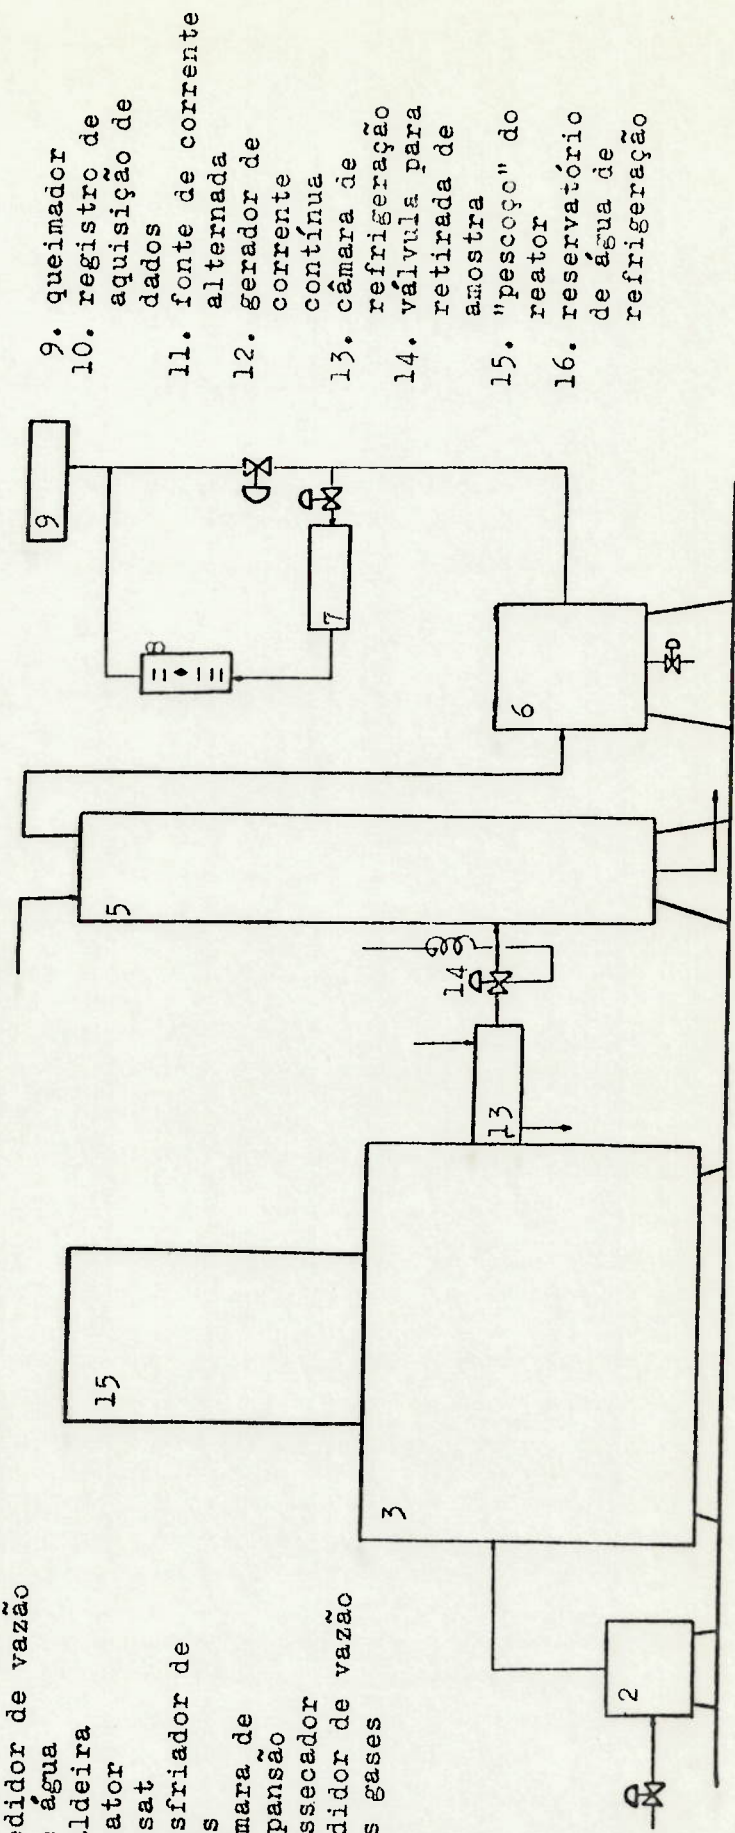 edidor de vazão
água
ldeira
ator
sat
sfriador de
s
mara de
pansão
ssecador
didor de vazão
s gases
9. queimador
10. registro de
aquisição de
dados
11. fonte de corrente
alternada
12. gerador de
corrente
contínua
13. câmara de
refrigeração
14. válvula para
retirada de
amostra
15. "pescoço" do
reator
16. reservatório
de água de
refrigeração
2
3
15
13
14
5
6
7
8
9